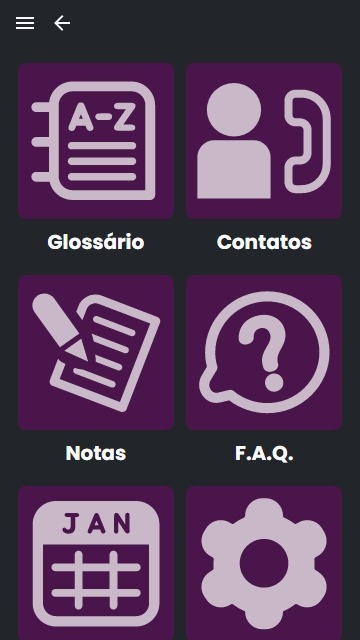 A-Z
Glossário
Contatos
Notas
?
F.A.Q.
JAN